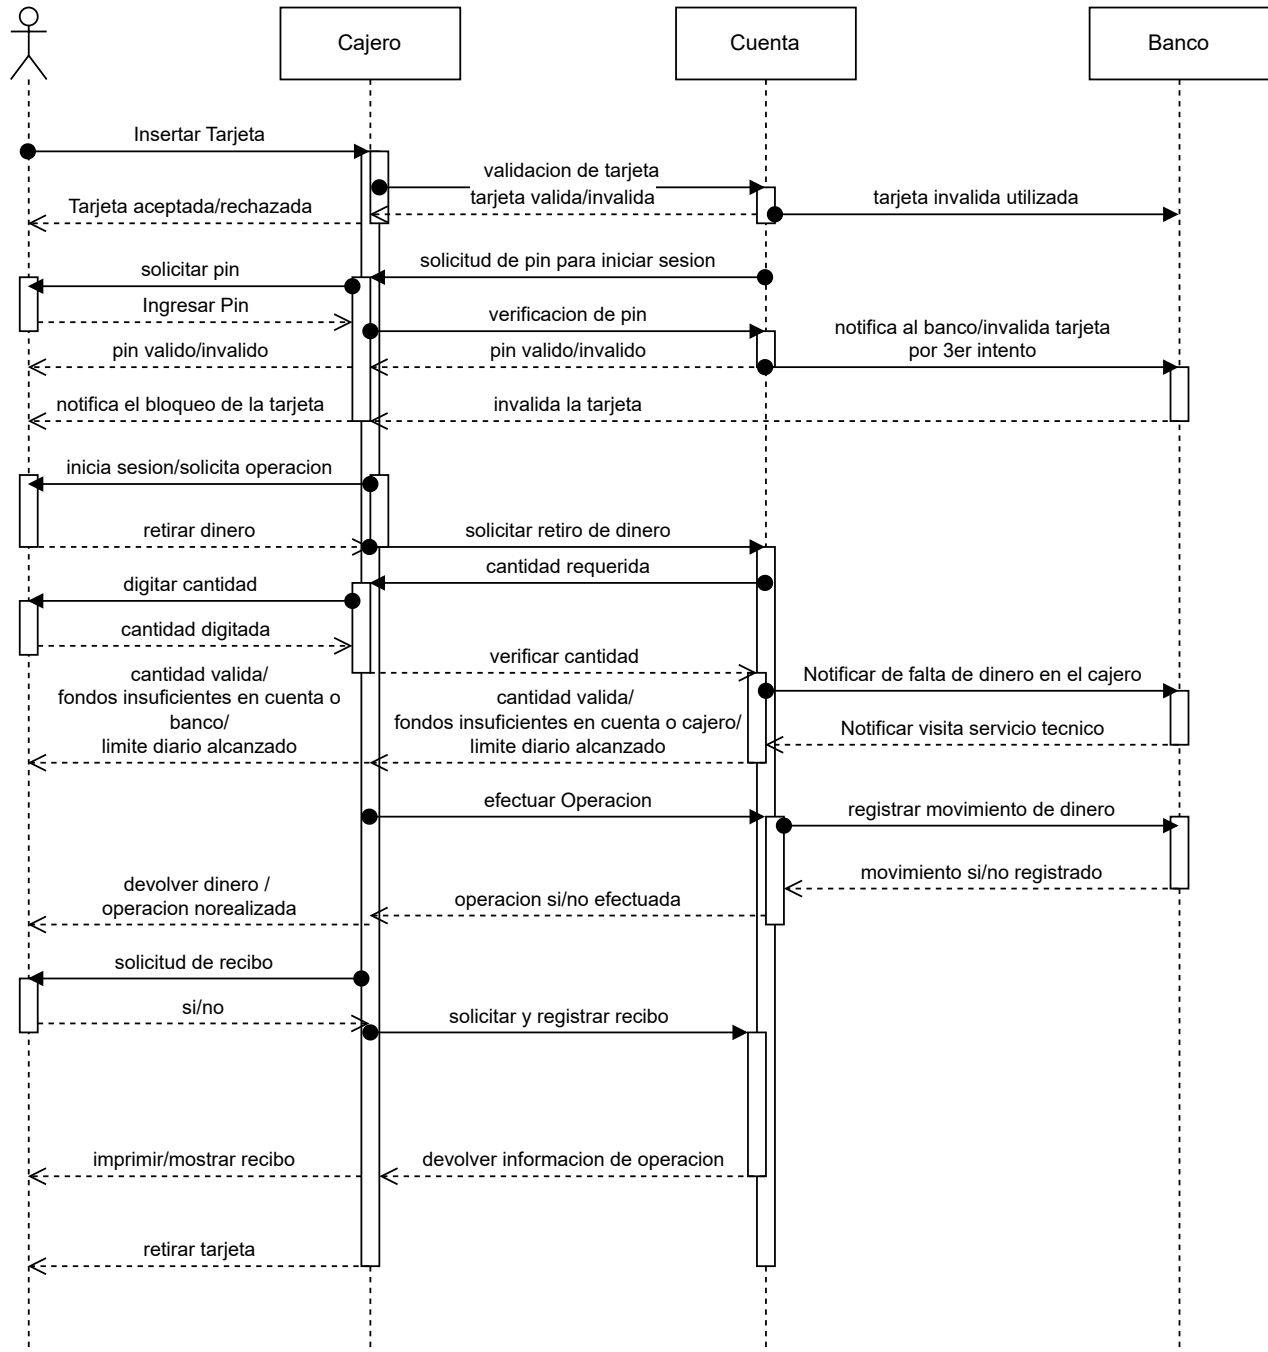 Cajero
Cuenta
Banco
Insertar Tarjeta
validacion de tarjeta
tarjeta valida/invalida
tarjeta invalida utilizada
Tarjeta aceptada/rechazada
solicitud de pin para iniciar sesion
solicitar pin
Ingresar Pin
verificacion de pin
notifica al banco/invalida tarjeta
por 3er intento
pin valido/invalido
pin valido/invalido
notifica el bloqueo de la tarjeta
invalida la tarjeta
inicia sesion/solicita operacion
retirar dinero
solicitar retiro de dinero
cantidad requerida
digitar cantidad
cantidad digitada
verificar cantidad
Notificar de falta de dinero en el cajero
cantidad valida/
fondos insuficientes en cuenta o
banco/
limite diario alcanzado
cantidad valida/
fondos insuficientes en cuenta o cajero/
limite diario alcanzado
Notificar visita servicio tecnico
efectuar Operacion
registrar movimiento de dinero
movimiento si/no registrado
devolver dinero /
operacion norealizada
operacion si/no efectuada
solicitud de recibo
si/no
solicitar y registrar recibo
imprimir/mostrar recibo
devolver informacion de operacion
retirar tarjeta